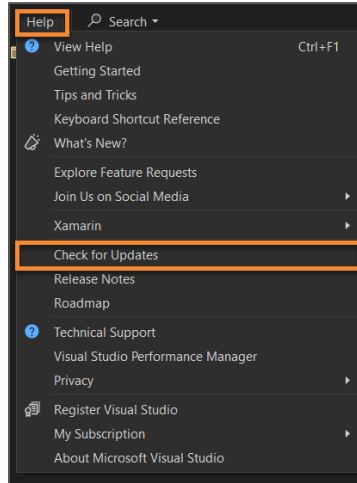 Help Search
View Help Ctrl+F1
Getting Started
Tips and Tricks
Keyboard Shortcut Reference
What's New?
Explore Feature Requests
Join Us on Social Media
Xamarin
Check for Updates
Release Notes
Roadmap
Technical Support
Visual Studio Performance Manager
Privacy
Register Visual Studio
My Subscription
About Microsoft Visual Studio